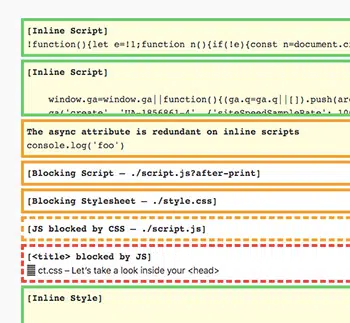 [Inline Script]
!function(){let e=!1;function n(){if(!e){const n=document.c
[Inline Script]
window.ga=window.ga||function(){(ga.q=ga.q||[]).push(ar
ga('create', 'UA-1856861-4', {'siteSpeedSampleRate': 10
The async attribute is redundant on inline scripts
console.log('foo')
[Blocking Script — ./script.js?after-print]
[Blocking Stylesheet — ./style.css]
[JS blocked by CSS — ./script.js]
[<title> blocked by JS]
ct.css – Let's take a look inside your <head>
[Inline Style]